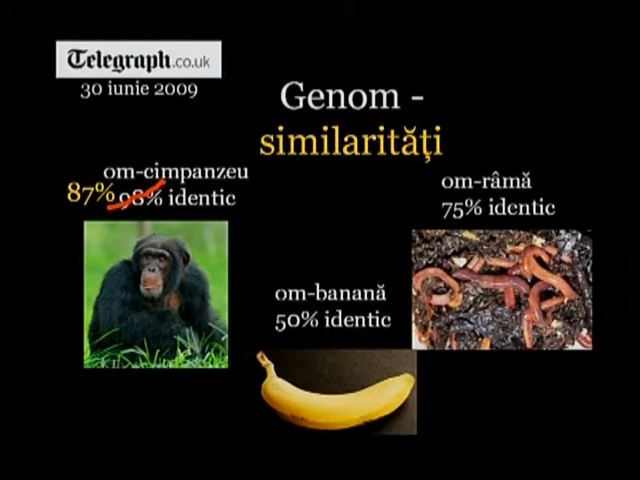 Telegraph.co.uk
30 iunie 2009
Genom -
similarități
om-cimpanzeu
87% 98% identic
om-râmă
75% identic
om-banană
50% identic